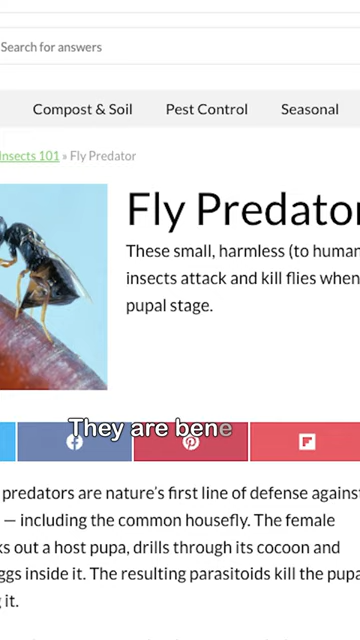 Search for answers
Compost & Soil Pest Control Seasonal
Insects 101 » Fly Predator
Fly Predator
These small, harmless (to human
insects attack and kill flies when
pupal stage.
They are bene
predators are nature's first line of defense against
— including the common housefly. The female
ks out a host pupa, drills through its cocoon and
ggs inside it. The resulting parasitoids kill the pupa
g it.